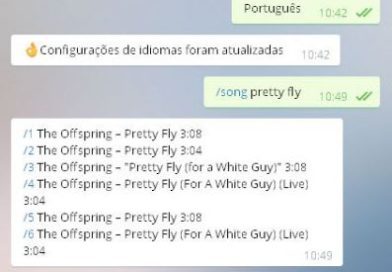 Português 10:42
👌Configurações de idiomas foram atualizadas 10:42
/song pretty fly 10:49
/1 The Offspring – Pretty Fly 3:08
/2 The Offspring – Pretty Fly 3:04
/3 The Offspring – "Pretty Fly (for a White Guy)" 3:08
/4 The Offspring – Pretty Fly (For A White Guy) (Live)
3:04
/5 The Offspring – Pretty Fly 3:08
/6 The Offspring – Pretty Fly (For A White Guy) (Live)
3:04 10:49